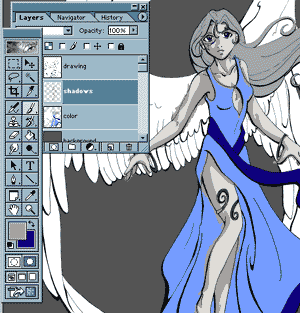 Layers Navigator History
Opacity: 100%
drawing
shadows
color
background